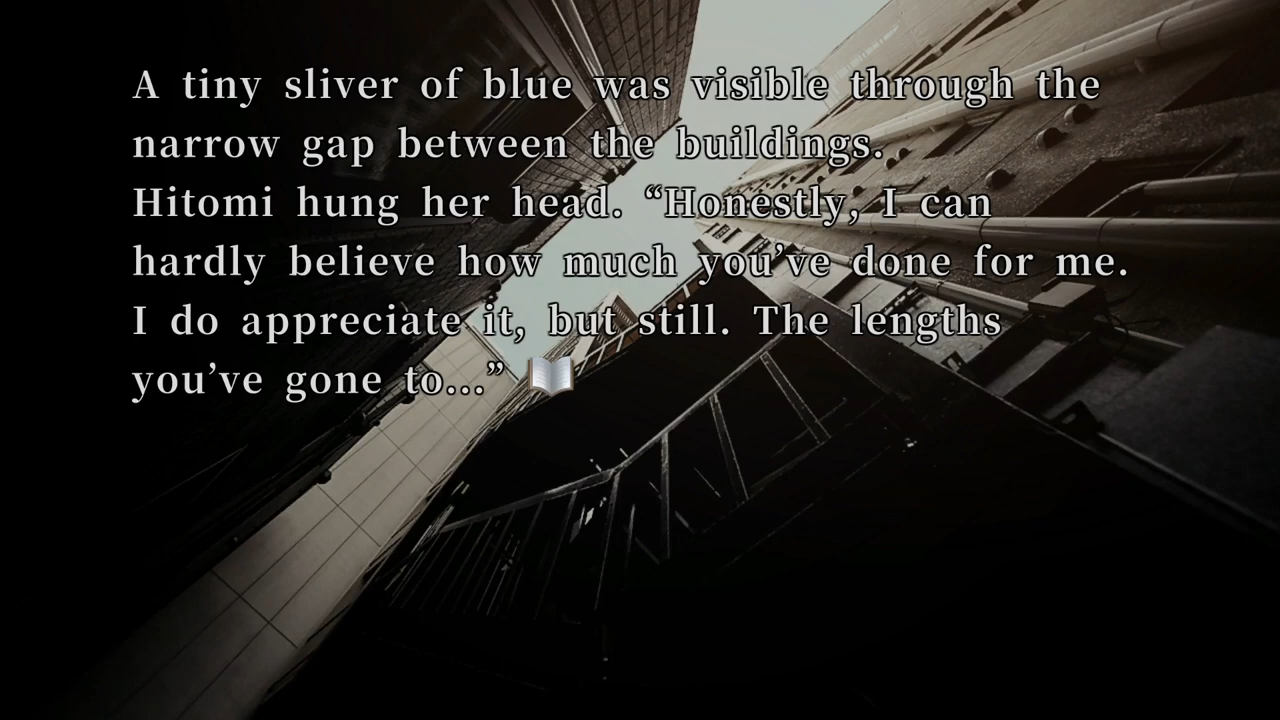 A tiny sliver of blue was visible through the
narrow gap between the buildings.
Hitomi hung her head. “Honestly, I can
hardly believe how much you’ve done for me.
I do appreciate it, but still. The lengths
you’ve gone to...”